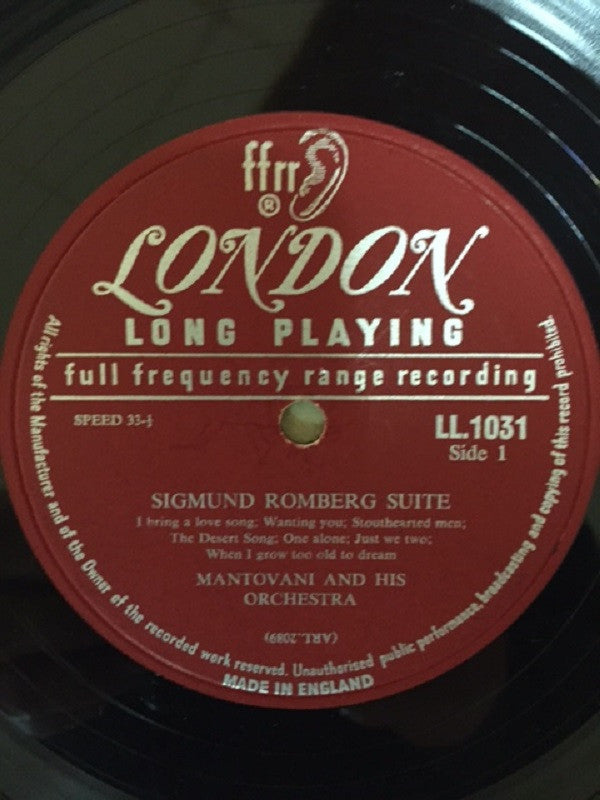 ffrr
®
LONDON
LONG PLAYING
full frequency range recording
SPEED 33-⅓
LL.1031
Side 1
SIGMUND ROMBERG SUITE
I bring a love song; Wanting you; Stouthearted men;
The Desert Song; One alone; Just we two;
When I grow too old to dream
MANTOVANI AND HIS
ORCHESTRA
(ARL.2089)
All rights of the Manufacturer and of the Owner of the recorded work reserved. Unauthorised public performance, broadcasting and copying of this record prohibited.
MADE IN ENGLAND